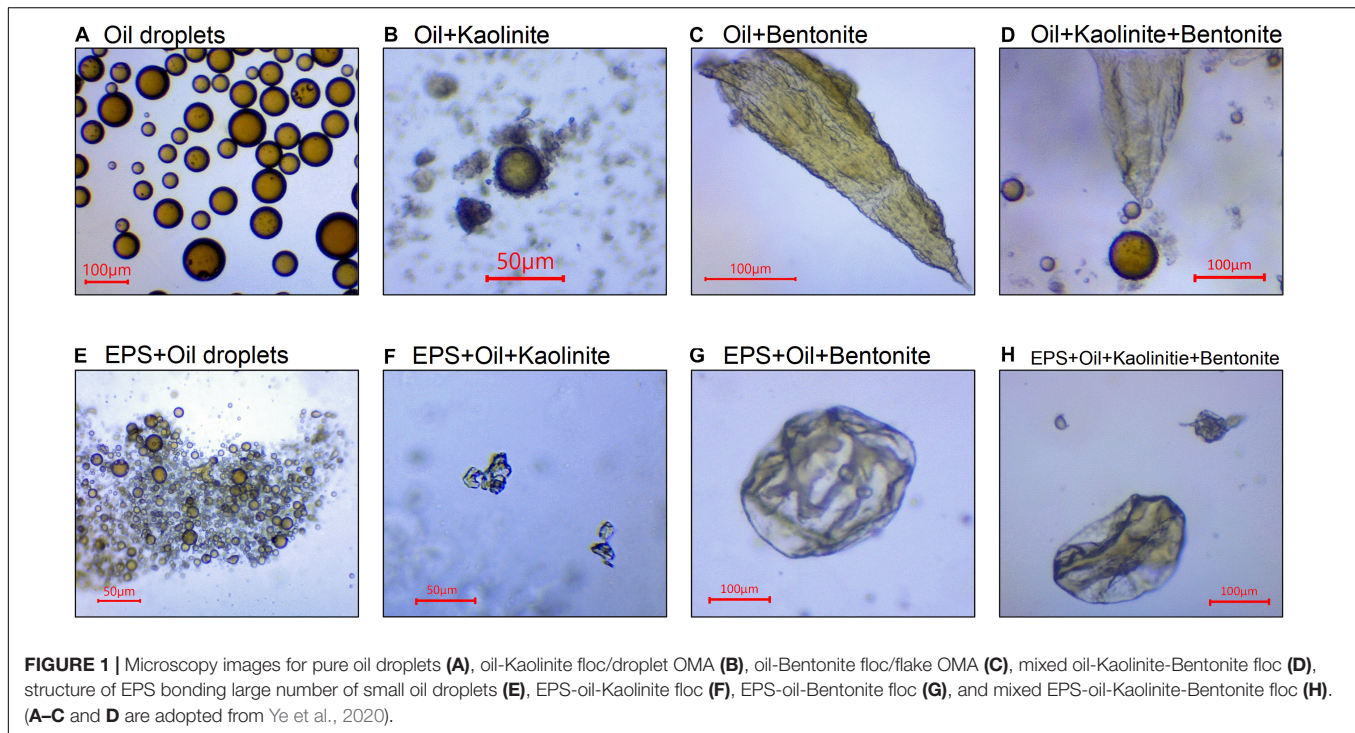 A Oil droplets
B Oil+Kaolinite
C Oil+Bentonite
D Oil+Kaolinite+Bentonite
100µm
50µm
100µm
100µm
E EPS+Oil droplets
F EPS+Oil+Kaolinite
G EPS+Oil+Bentonite
H EPS+Oil+Kaolinitie+Bentonite
50µm
50µm
100µm
100µm
FIGURE 1 | Microscopy images for pure oil droplets (A), oil-Kaolinite floc/droplet OMA (B), oil-Bentonite floc/flake OMA (C), mixed oil-Kaolinite-Bentonite floc (D),
structure of EPS bonding large number of small oil droplets (E), EPS-oil-Kaolinite floc (F), EPS-oil-Bentonite floc (G), and mixed EPS-oil-Kaolinite-Bentonite floc (H).
(A–C and D are adopted from Ye et al., 2020).